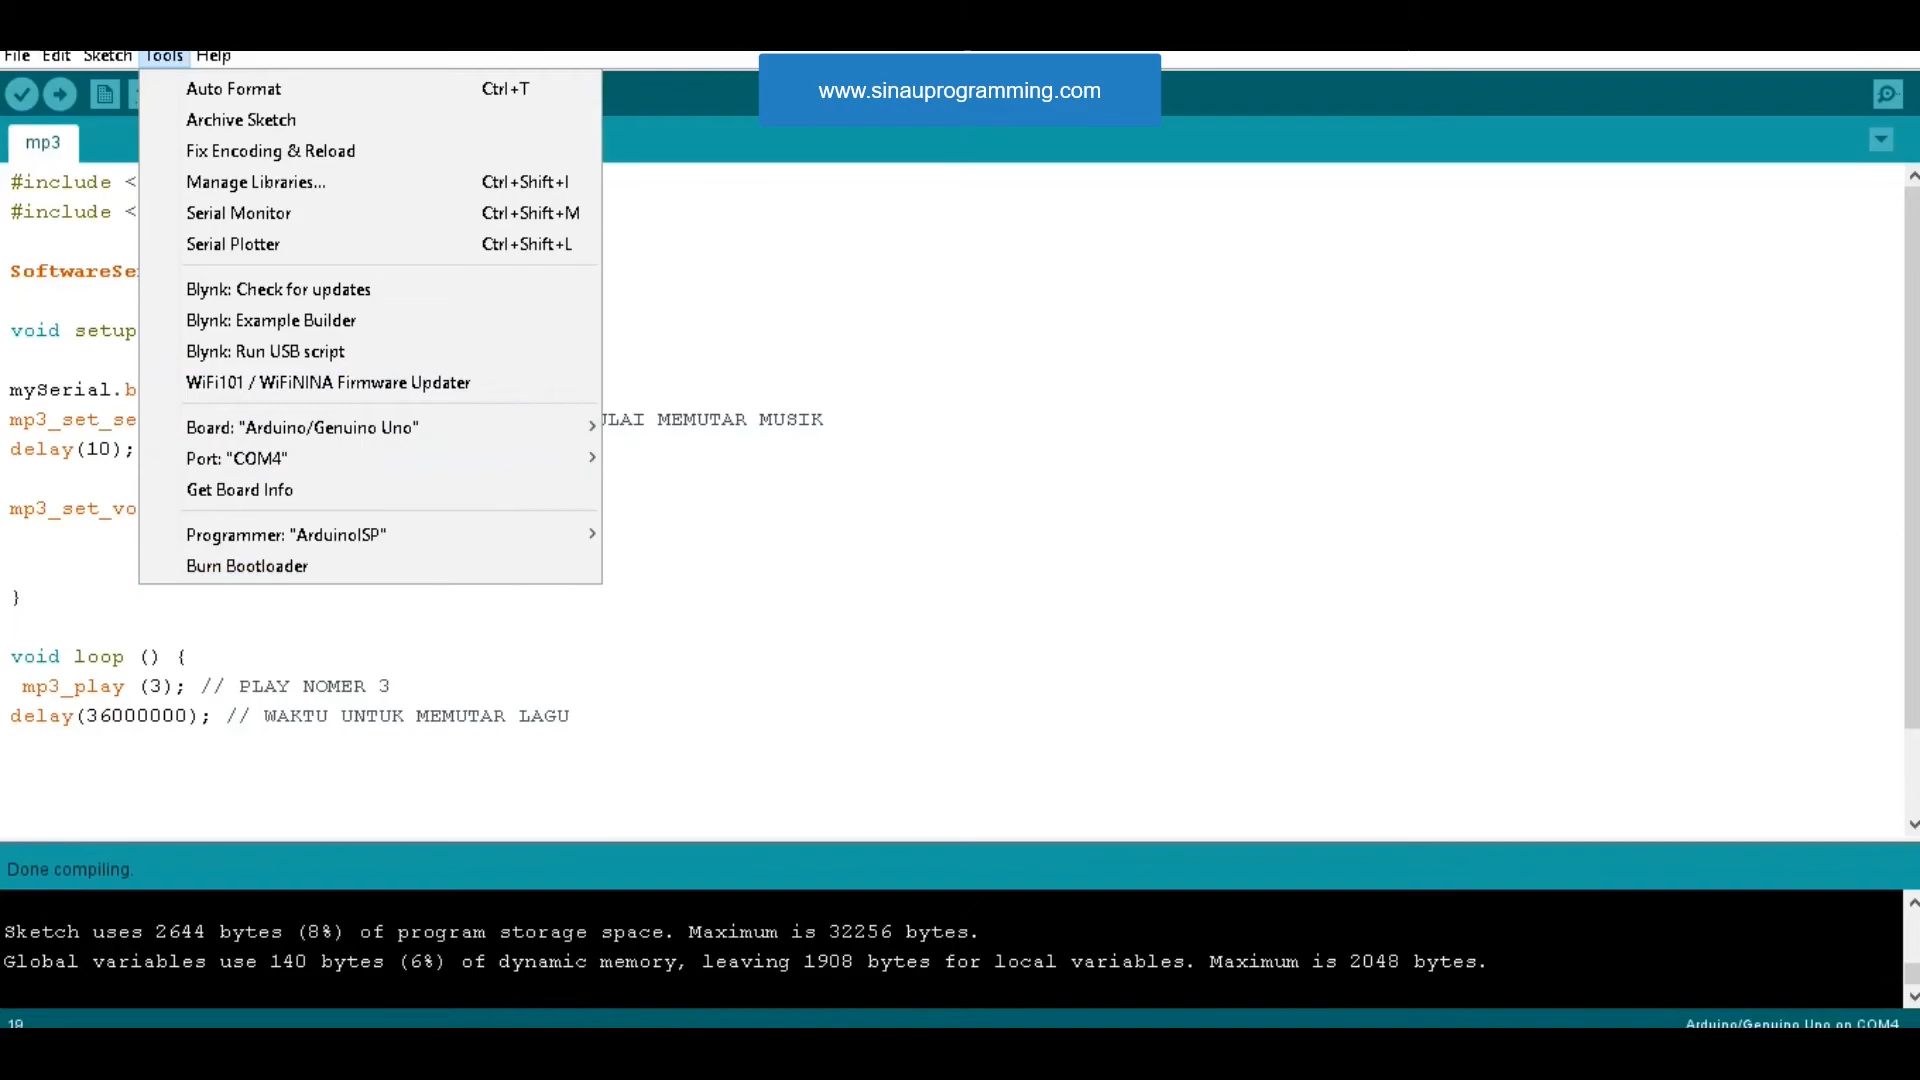 File Edit Sketch Tools Help
www.sinauprogramming.com
mp3
Auto Format Ctrl+T
Archive Sketch
Fix Encoding & Reload
Manage Libraries... Ctrl+Shift+I
Serial Monitor Ctrl+Shift+M
Serial Plotter Ctrl+Shift+L
Blynk: Check for updates
Blynk: Example Builder
Blynk: Run USB script
WiFi101 / WiFiNINA Firmware Updater
Board: "Arduino/Genuino Uno"
Port: "COM4"
Get Board Info
Programmer: "ArduinoISP"
Burn Bootloader
#include <
#include <
SoftwareSe
void setup
mySerial.b
mp3_set_se ULAI MEMUTAR MUSIK
delay(10);
mp3_set_vo
}
void loop () {
mp3_play (3); // PLAY NOMER 3
delay(36000000); // WAKTU UNTUK MEMUTAR LAGU
Done compiling.
Sketch uses 2644 bytes (8%) of program storage space. Maximum is 32256 bytes.
Global variables use 140 bytes (6%) of dynamic memory, leaving 1908 bytes for local variables. Maximum is 2048 bytes.
19 Arduino/Genuino Uno on COM4